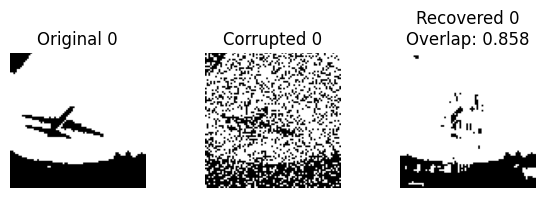 Original 0
Corrupted 0
Recovered 0
Overlap: 0.858